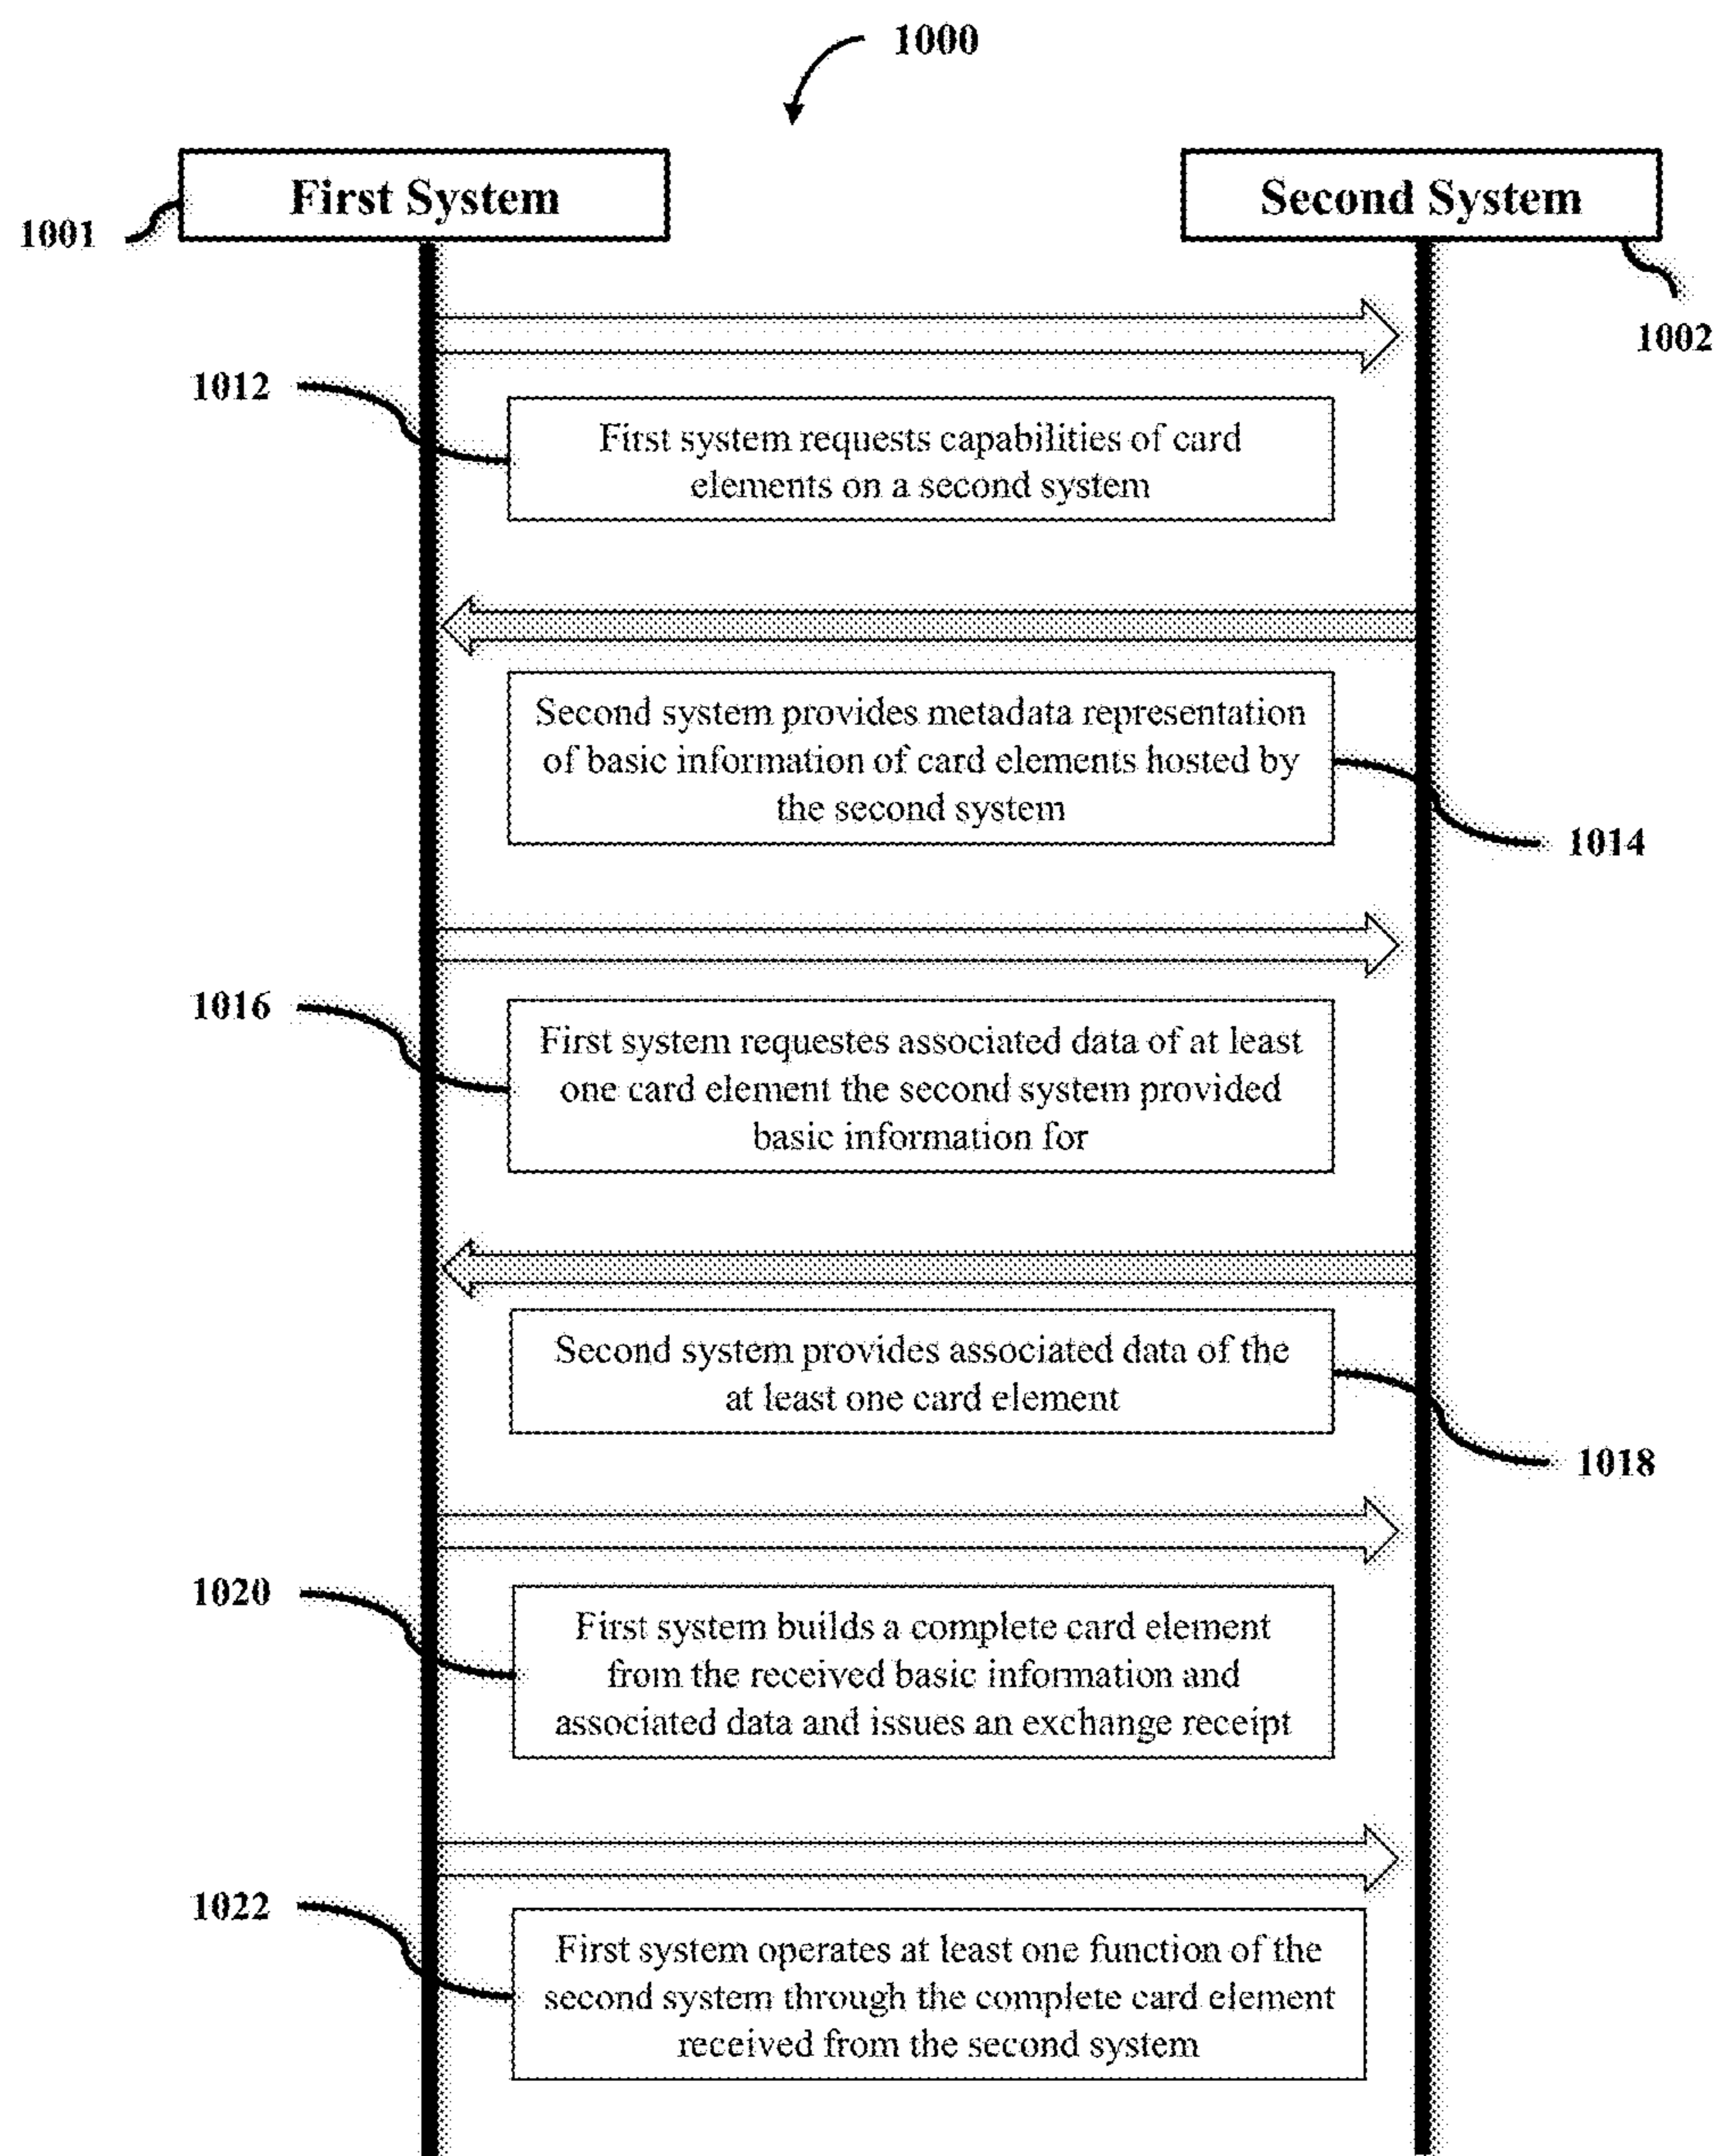 1000
First System
Second System
1001
1002
1012
First system requests capabilities of card
elements on a second system
Second system provides metadata representation
of basic information of card elements hosted by
the second system
1014
1016
First system requestes associated data of at least
one card element the second system provided
basic information for
Second system provides associated data of the
at least one card element
1018
1020
First system builds a complete card element
from the received basic information and
associated data and issues an exchange receipt
1022
First system operates at least one function of the
second system through the complete card element
received from the second system